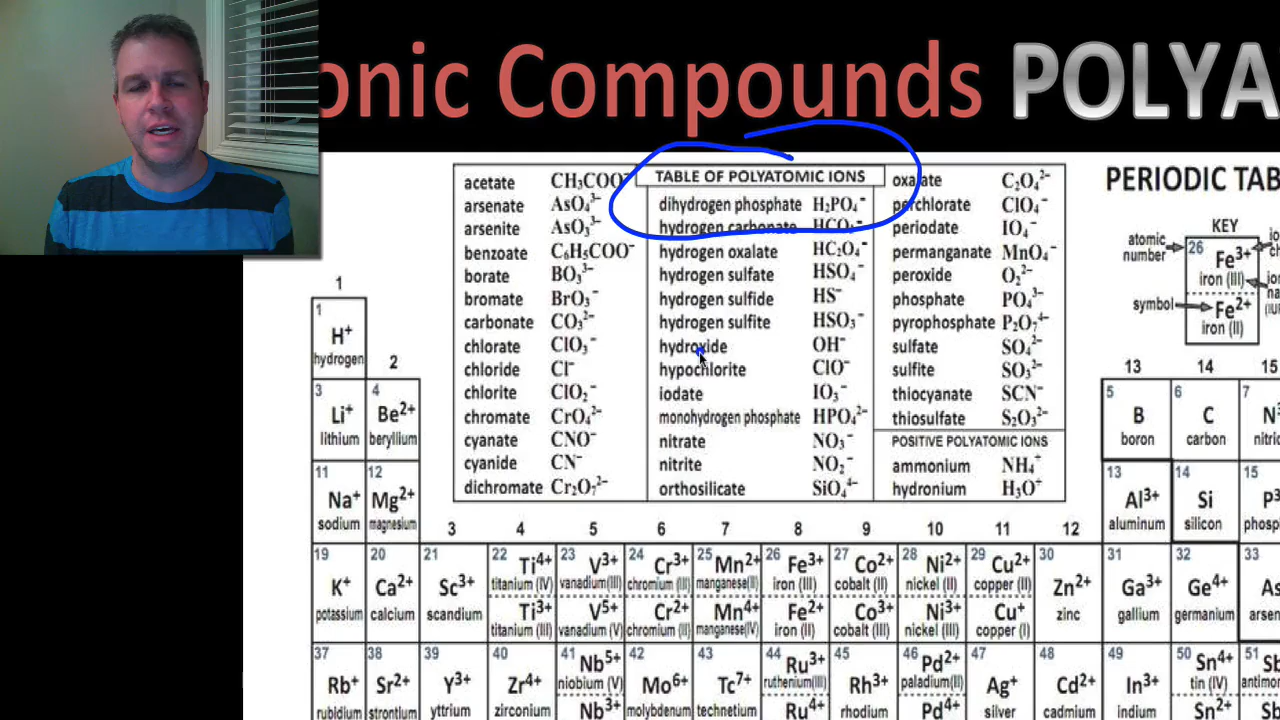 onic Compounds POLYA
TABLE OF POLYATOMIC IONS
acetate CH₃COO⁻
arsenate AsO₄³⁻
arsenite AsO₃³⁻
benzoate C₆H₅COO⁻
borate BO₃³⁻
bromate BrO₃⁻
carbonate CO₃²⁻
chlorate ClO₃⁻
chloride Cl⁻
chlorite ClO₂⁻
chromate CrO₄²⁻
cyanate CNO⁻
cyanide CN⁻
dichromate Cr₂O₇²⁻
dihydrogen phosphate H₂PO₄⁻
hydrogen carbonate HCO₃⁻
hydrogen oxalate HC₂O₄⁻
hydrogen sulfate HSO₄⁻
hydrogen sulfide HS⁻
hydrogen sulfite HSO₃⁻
hydroxide OH⁻
hypochlorite ClO⁻
iodate IO₃⁻
monohydrogen phosphate HPO₄²⁻
nitrate NO₃⁻
nitrite NO₂⁻
orthosilicate SiO₄⁴⁻
oxalate C₂O₄²⁻
perchlorate ClO₄⁻
periodate IO₄⁻
permanganate MnO₄⁻
peroxide O₂²⁻
phosphate PO₄³⁻
pyrophosphate P₂O₇⁴⁻
sulfate SO₄²⁻
sulfite SO₃²⁻
thiocyanate SCN⁻
thiosulfate S₂O₃²⁻
POSITIVE POLYATOMIC IONS
ammonium NH₄⁺
hydronium H₃O⁺
PERIODIC TAB
KEY
atomic number
symbol
26
Fe³⁺
iron (III)
Fe²⁺
iron (II)
1
2
13 14 15
1
H⁺
hydrogen
3 4 5 6 7
Li⁺ Be²⁺ B C N³
lithium beryllium boron carbon nitro
11 12 13 14 15
Na⁺ Mg²⁺ Al³⁺ Si P³
sodium magnesium aluminum silicon phosp
3 4 5 6 7 8 9 10 11 12
19 20 21 22 23 24 25 26 27 28 29 30 31 32 33
K⁺ Ca²⁺ Sc³⁺ Ti⁴⁺ V³⁺ Cr³⁺ Mn²⁺ Fe³⁺ Co²⁺ Ni²⁺ Cu²⁺ Zn²⁺ Ga³⁺ Ge⁴⁺ As
titanium (IV) vanadium(III) chromium (III) manganese(II) iron (III) cobalt (II) nickel (II) copper (II)
Ti³⁺ V⁵⁺ Cr²⁺ Mn⁴⁺ Fe²⁺ Co³⁺ Ni³⁺ Cu⁺
potassium calcium scandium titanium (III) vanadium (V) chromium (II) manganese(IV) iron (II) cobalt (III) nickel (III) copper (I) zinc gallium germanium arsen
37 38 39 40 41 42 43 44 45 46 47 48 49 50 51
Rb⁺ Sr²⁺ Y³⁺ Zr⁴⁺ Nb⁵⁺ Mo⁶⁺ Tc⁷⁺ Ru³⁺ Rh³⁺ Pd²⁺ Ag⁺ Cd²⁺ In³⁺ Sn⁴⁺ Sb
niobium (V) ruthenium(III) paladium(II) tin (IV) antimo
rubidium strontium yttrium zirconium Nb³⁺ molybdenum technetium Ru⁴⁺ rhodium Pd⁴⁺ silver cadmium indium Sn²⁺ Sb